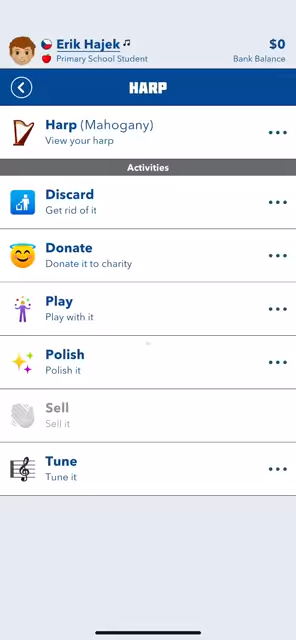 Erik Hajek
$0
Primary School Student
Bank Balance
HARP
Harp (Mahogany)
View your harp
Activities
Discard
Get rid of it
Donate
Donate it to charity
Play
Play with it
Polish
Polish it
Sell
Sell it
Tune
Tune it